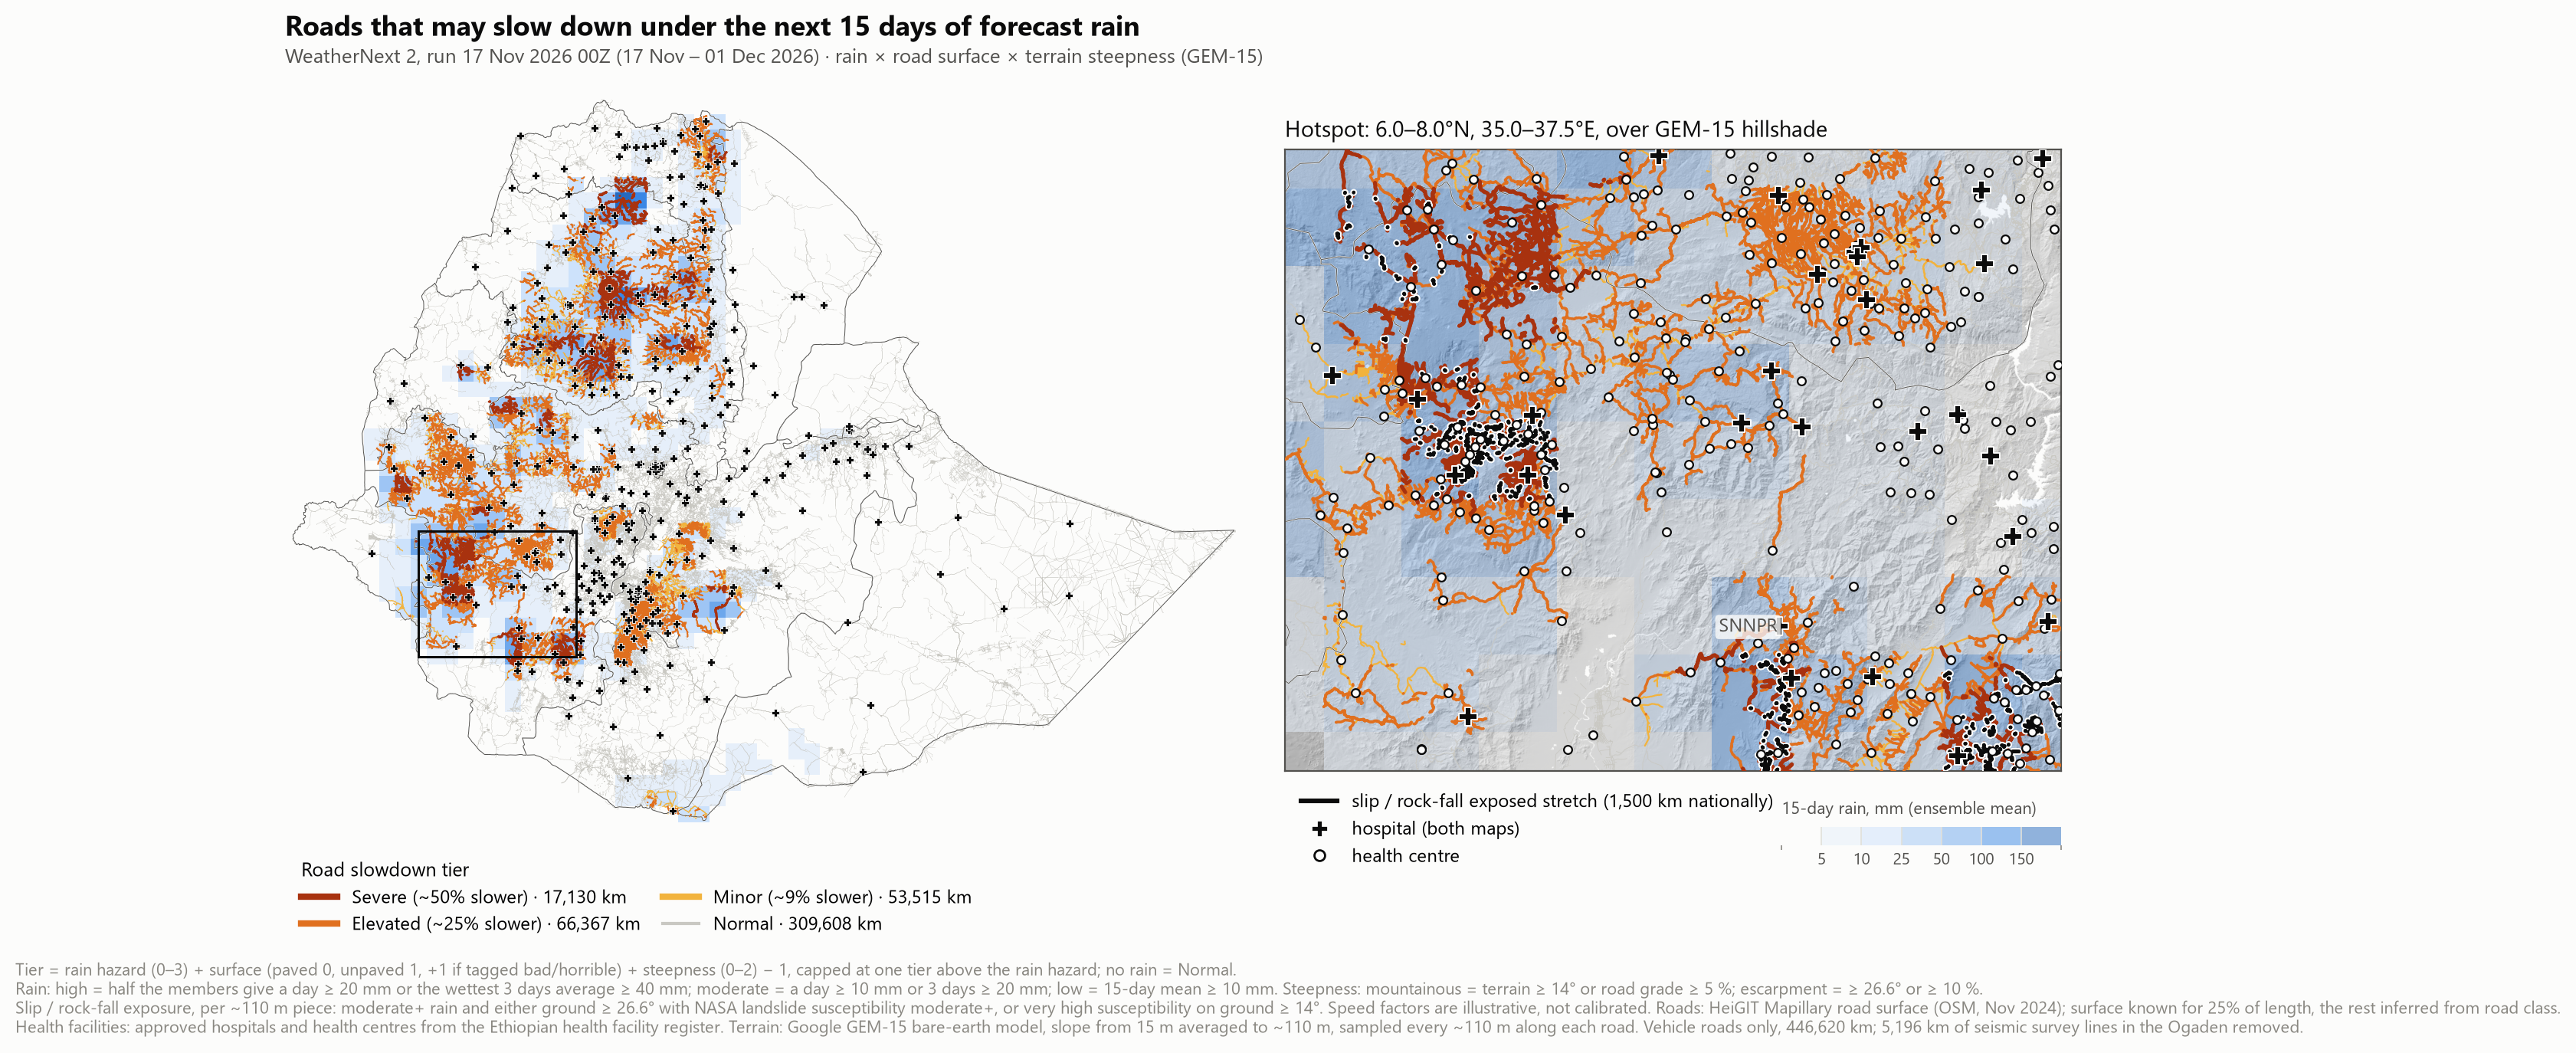 Roads that may slow down under the next 15 days of forecast rain
WeatherNext 2, run 17 Nov 2026 00Z (17 Nov – 01 Dec 2026) · rain × road surface × terrain steepness (GEM-15)
Hotspot: 6.0–8.0°N, 35.0–37.5°E, over GEM-15 hillshade
SNNPR
slip / rock-fall exposed stretch (1,500 km nationally)
hospital (both maps)
health centre
15-day rain, mm (ensemble mean)
5 10 25 50 100 150
Road slowdown tier
Severe (~50% slower) · 17,130 km
Elevated (~25% slower) · 66,367 km
Minor (~9% slower) · 53,515 km
Normal · 309,608 km
Tier = rain hazard (0–3) + surface (paved 0, unpaved 1, +1 if tagged bad/horrible) + steepness (0–2) − 1, capped at one tier above the rain hazard; no rain = Normal.
Rain: high = half the members give a day ≥ 20 mm or the wettest 3 days average ≥ 40 mm; moderate = a day ≥ 10 mm or 3 days ≥ 20 mm; low = 15-day mean ≥ 10 mm. Steepness: mountainous = terrain ≥ 14° or road grade ≥ 5 %; escarpment = ≥ 26.6° or ≥ 10 %.
Slip / rock-fall exposure, per ~110 m piece: moderate+ rain and either ground ≥ 26.6° with NASA landslide susceptibility moderate+, or very high susceptibility on ground ≥ 14°. Speed factors are illustrative, not calibrated. Roads: HeiGIT Mapillary road surface (OSM, Nov 2024); surface known for 25% of length, the rest inferred from road class.
Health facilities: approved hospitals and health centres from the Ethiopian health facility register. Terrain: Google GEM-15 bare-earth model, slope from 15 m averaged to ~110 m, sampled every ~110 m along each road. Vehicle roads only, 446,620 km; 5,196 km of seismic survey lines in the Ogaden removed.